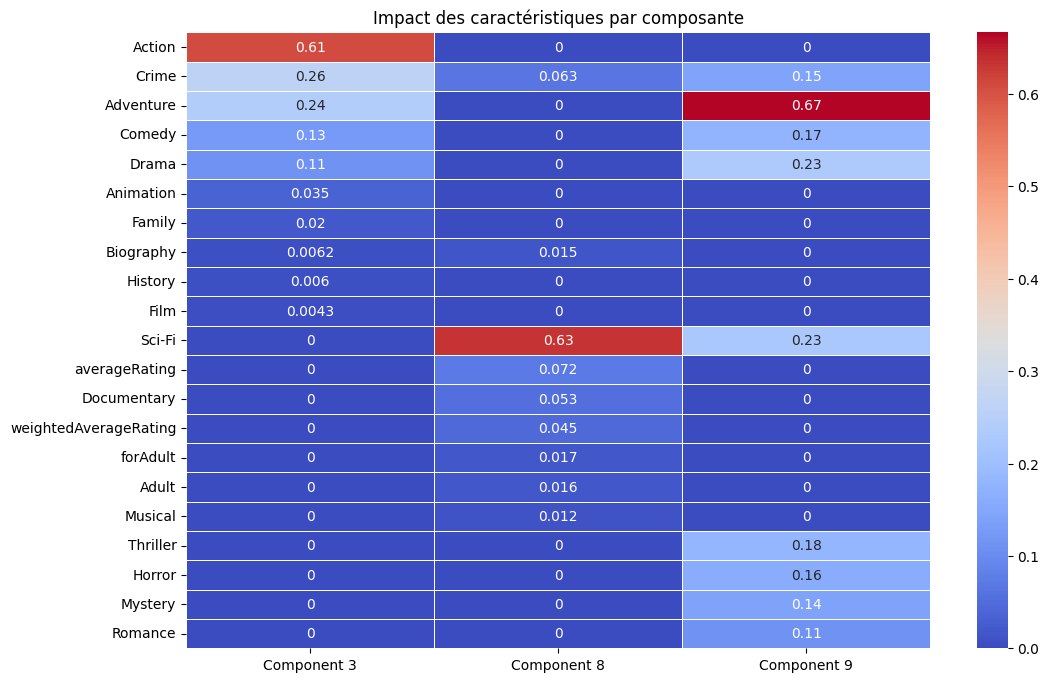 Impact des caractéristiques par composante
Action 0.61 0 0
Crime 0.26 0.063 0.15
Adventure 0.24 0 0.67
Comedy 0.13 0 0.17
Drama 0.11 0 0.23
Animation 0.035 0 0
Family 0.02 0 0
Biography 0.0062 0.015 0
History 0.006 0 0
Film 0.0043 0 0
Sci-Fi 0 0.63 0.23
averageRating 0 0.072 0
Documentary 0 0.053 0
weightedAverageRating 0 0.045 0
forAdult 0 0.017 0
Adult 0 0.016 0
Musical 0 0.012 0
Thriller 0 0 0.18
Horror 0 0 0.16
Mystery 0 0 0.14
Romance 0 0 0.11
Component 3 Component 8 Component 9
0.6
0.5
0.4
0.3
0.2
0.1
0.0